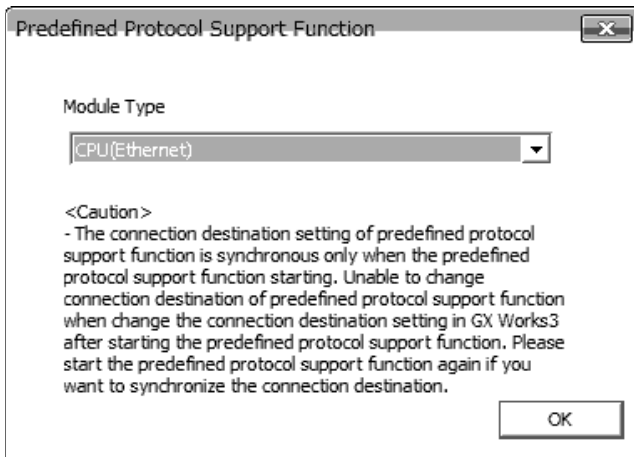 Predefined Protocol Support Function
Module Type
CPU(Ethernet)
<Caution>
- The connection destination setting of predefined protocol
support function is synchronous only when the predefined
protocol support function starting. Unable to change
connection destination of predefined protocol support function
when change the connection destination setting in GX Works3
after starting the predefined protocol support function. Please
start the predefined protocol support function again if you
want to synchronize the connection destination.
OK